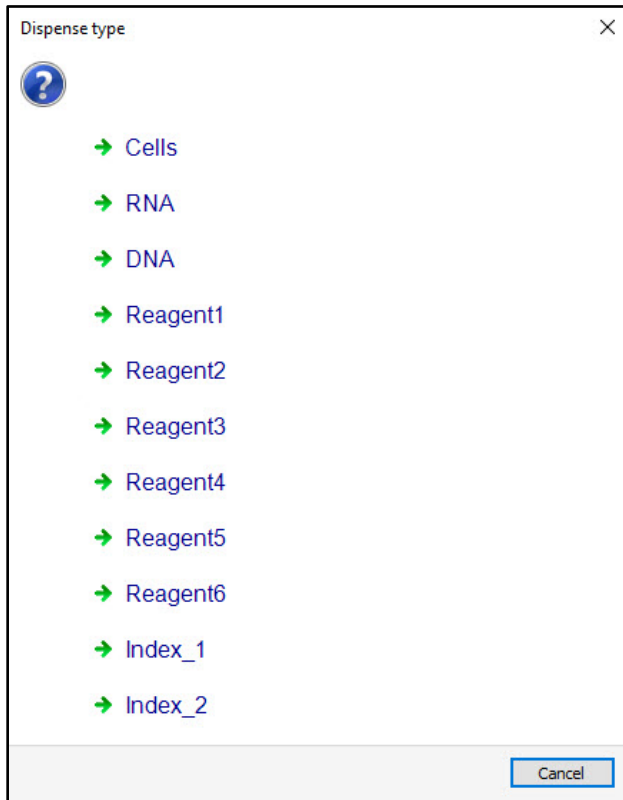 Dispense type
Cells
RNA
DNA
Reagent1
Reagent2
Reagent3
Reagent4
Reagent5
Reagent6
Index_1
Index_2
Cancel